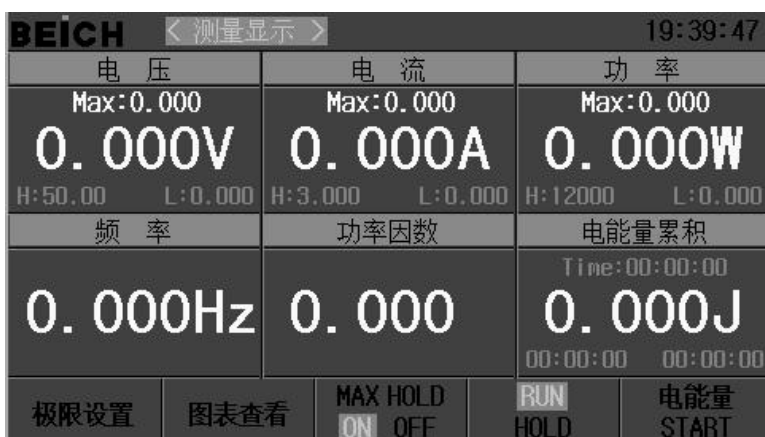 BEICH < 测量显示 > 19:39:47
电 压 电 流 功 率
Max:0.000 Max:0.000 Max:0.000
0.000V 0.000A 0.000W
H:50.00 L:0.000 H:3.000 L:0.000 H:12000 L:0.000
频 率 功率因数 电能量累积
Time:00:00:00
0.000Hz 0.000 0.000J
00:00:00 00:00:00
极限设置 图表查看 MAX HOLD RUN 电能量
ON OFF HOLD START